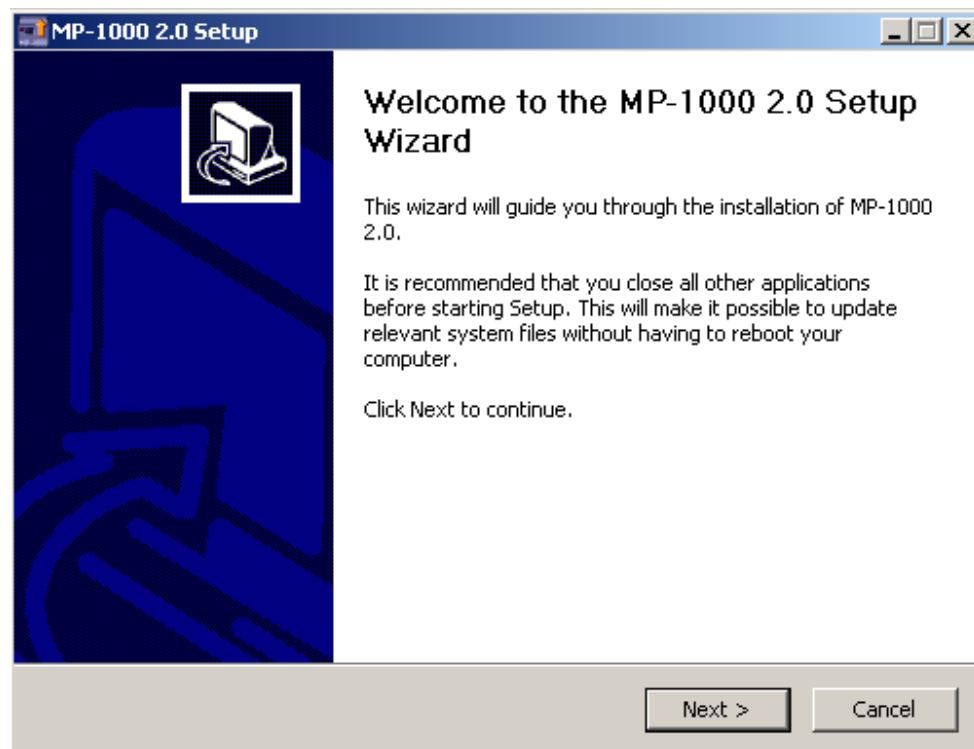 MP-1000 2.0 Setup
Welcome to the MP-1000 2.0 Setup
Wizard
This wizard will guide you through the installation of MP-1000
2.0.
It is recommended that you close all other applications
before starting Setup. This will make it possible to update
relevant system files without having to reboot your
computer.
Click Next to continue.
Next >
Cancel